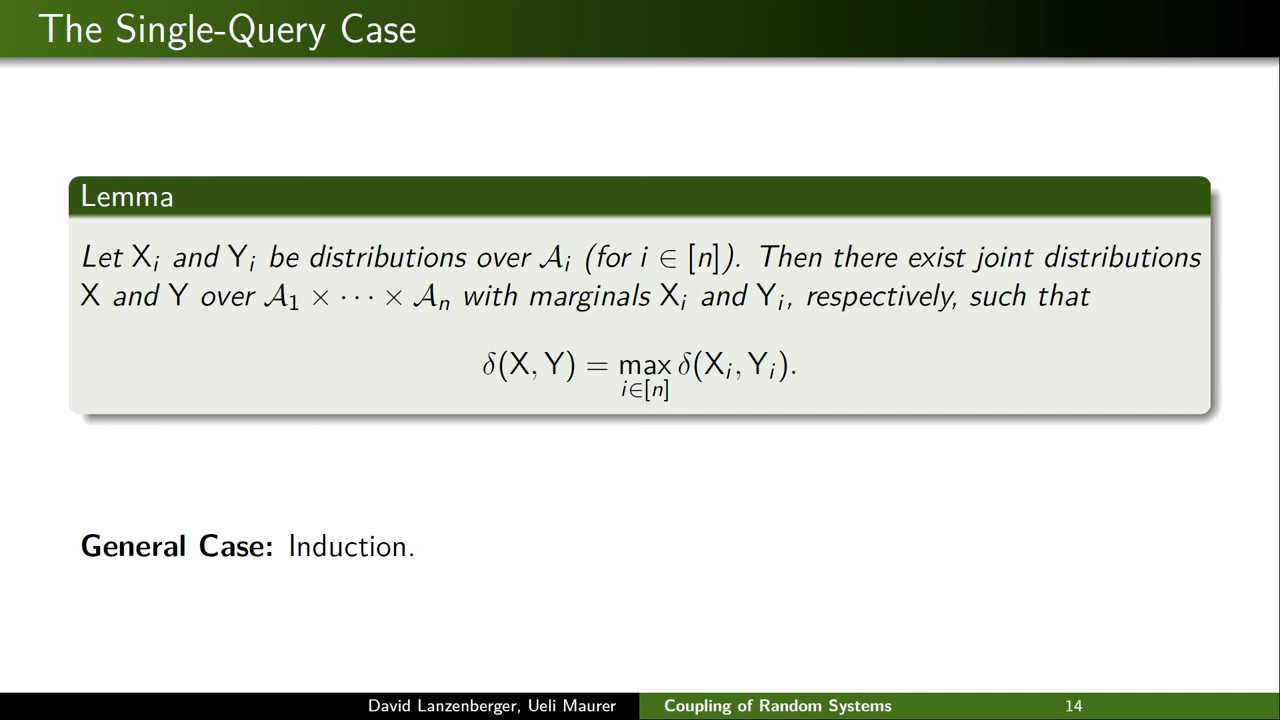 The Single-Query Case
Lemma
Let Xᵢ and Yᵢ be distributions over 𝒜ᵢ (for i ∈ [n]). Then there exist joint distributions
X and Y over 𝒜₁ × ··· × 𝒜ₙ with marginals Xᵢ and Yᵢ, respectively, such that
δ(X, Y) = max δ(Xᵢ, Yᵢ).
i∈[n]
General Case: Induction.
David Lanzenberger, Ueli Maurer
Coupling of Random Systems
14